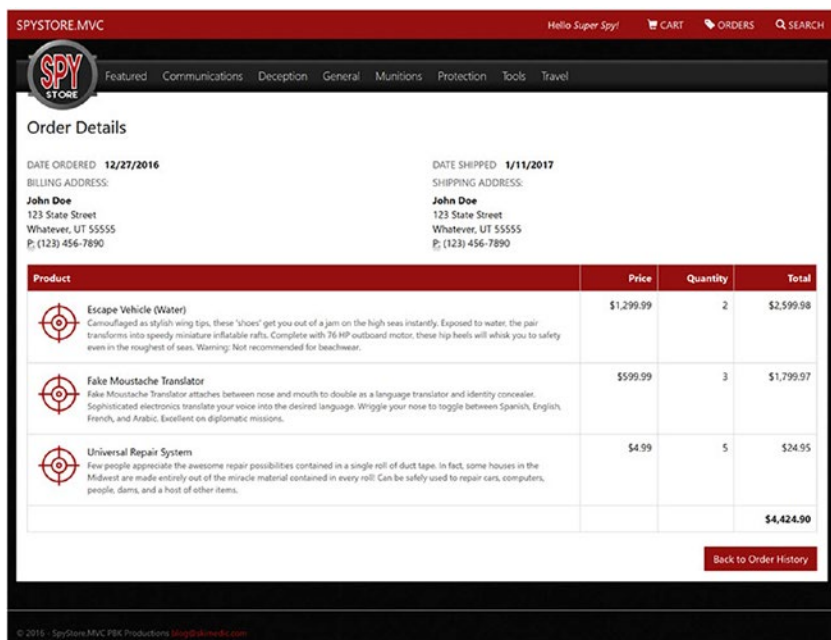 SPYSTORE.MVC
Hello Super Spy! CART ORDERS SEARCH
SPY
STORE
Featured Communications Deception General Munitions Protection Tools Travel
Order Details
DATE ORDERED 12/27/2016
DATE SHIPPED 1/11/2017
BILLING ADDRESS:
John Doe
123 State Street
Whatever, UT 55555
P: (123) 456-7890
SHIPPING ADDRESS:
John Doe
123 State Street
Whatever, UT 55555
P: (123) 456-7890
Product Price Quantity Total
Escape Vehicle (Water) $1,299.99 2 $2,599.98
Camouflaged as stylish wing tips, these 'shoes' get you out of a jam on the high seas instantly. Exposed to water, the pair
transforms into speedy miniature inflatable rafts. Complete with 76 HP outboard motor, these hip heels will whisk you to safety
even in the roughest of seas. Warning: Not recommended for beachwear.
Fake Moustache Translator $599.99 3 $1,799.97
Fake Moustache Translator attaches between nose and mouth to double as a language translator and identity concealer.
Sophisticated electronics translate your voice into the desired language. Wriggle your nose to toggle between Spanish, English,
French, and Arabic. Excellent on diplomatic missions.
Universal Repair System $4.99 5 $24.95
Few people appreciate the awesome repair possibilities contained in a single roll of duct tape. In fact, some houses in the
Midwest are made entirely out of the miracle material contained in every roll! Can be safely used to repair cars, computers,
people, dams, and a host of other items.
$4,424.90
Back to Order History
© 2016 - SpyStore.MVC PBK Productions blog@skimedic.com